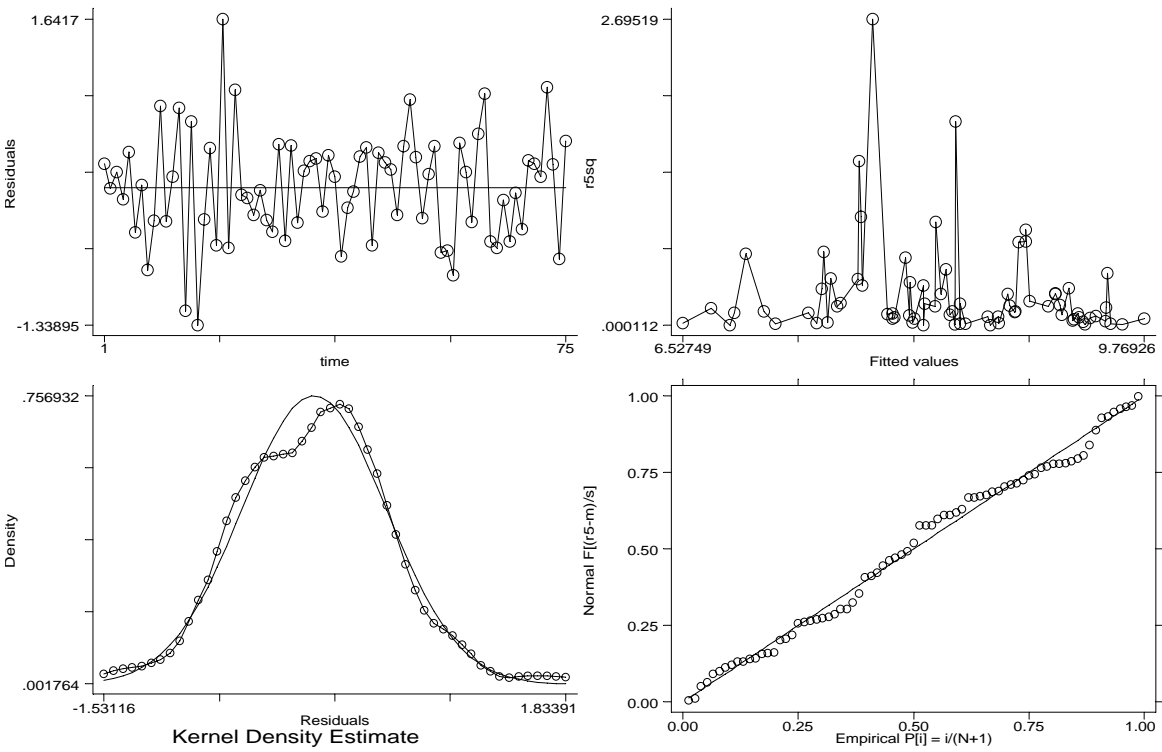 1.6417
Residuals
-1.33895
1
75
time
2.69519
r5sq
.000112
6.52749
9.76926
Fitted values
.756932
Density
.001764
-1.53116
1.83391
Residuals
Kernel Density Estimate
1.00
0.75
0.50
0.25
0.00
Normal F[(r5-m)/s]
0.00
0.25
0.50
0.75
1.00
Empirical P[i] = i/(N+1)